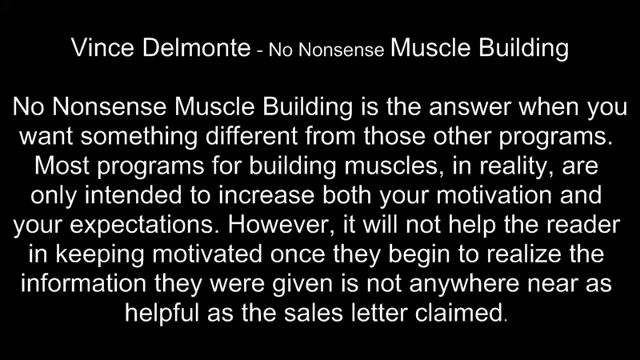 Vince Delmonte - No Nonsense Muscle Building
No Nonsense Muscle Building is the answer when you
want something different from those other programs.
Most programs for building muscles, in reality, are
only intended to increase both your motivation and
your expectations. However, it will not help the reader
in keeping motivated once they begin to realize the
information they were given is not anywhere near as
helpful as the sales letter claimed.